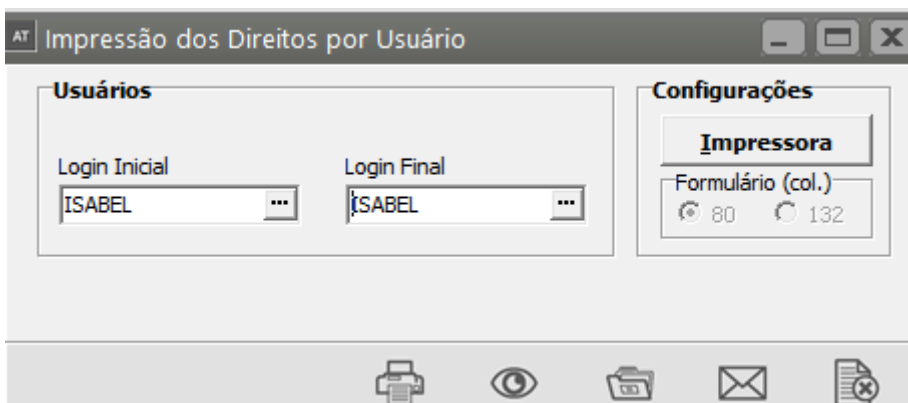 AT Impressão dos Direitos por Usuário
Usuários
Login Inicial
Login Final
ISABEL
ISABEL
Configurações
Impressora
Formulário (col.)
80
132